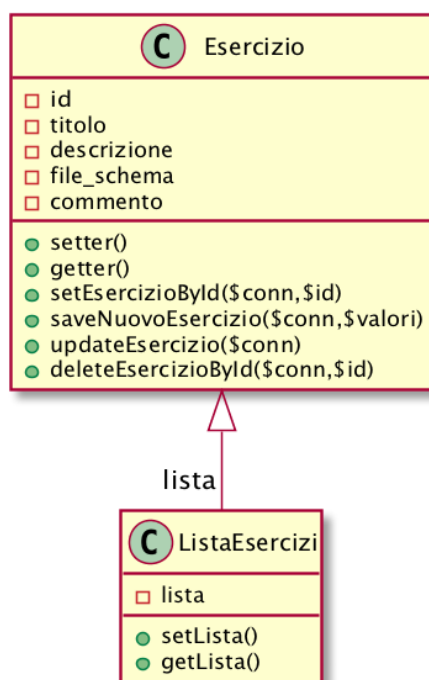 C Esercizio
id
titolo
descrizione
file_schema
commento
setter()
getter()
setEsercizioById($conn,$id)
saveNuovoEsercizio($conn,$valori)
updateEsercizio($conn)
deleteEsercizioById($conn,$id)
lista
C ListaEsercizi
lista
setLista()
getLista()